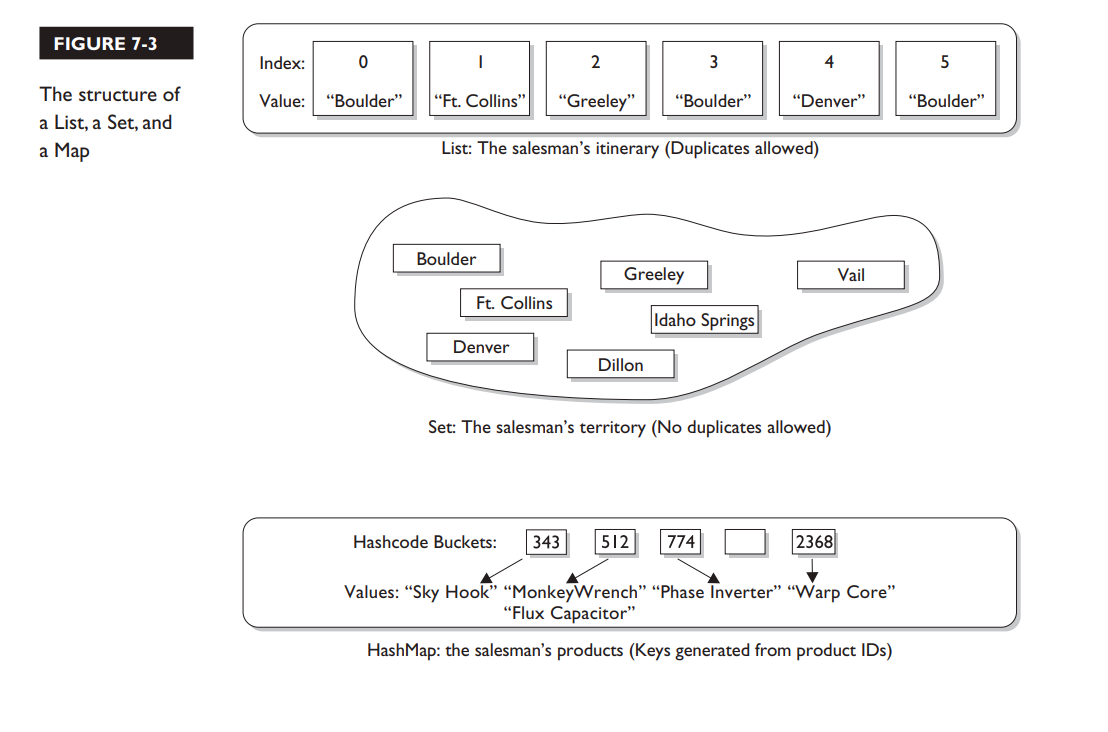 FIGURE 7-3
The structure of
a List, a Set, and
a Map
Index: 0 1 2 3 4 5
Value: “Boulder” “Ft. Collins” “Greeley” “Boulder” “Denver” “Boulder”
List: The salesman’s itinerary (Duplicates allowed)
Boulder
Greeley
Vail
Ft. Collins
Idaho Springs
Denver
Dillon
Set: The salesman’s territory (No duplicates allowed)
Hashcode Buckets: 343 512 774 2368
Values: “Sky Hook” “MonkeyWrench” “Phase Inverter” “Warp Core”
“Flux Capacitor”
HashMap: the salesman’s products (Keys generated from product IDs)